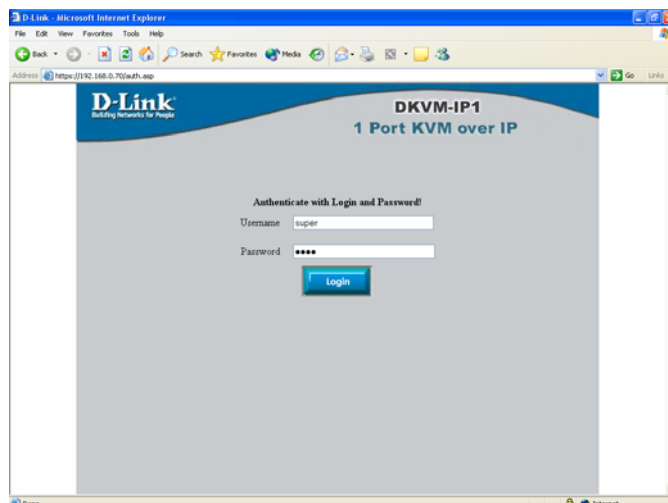 D-Link - Microsoft Internet Explorer
File Edit View Favorites Tools Help
Back Search Favorites Media
Address https://192.168.0.70/auth.asp Go Links
D-Link
Building Networks for People
DKVM-IP1
1 Port KVM over IP
Authenticate with Login and Password!
Username super
Password ••••
Login